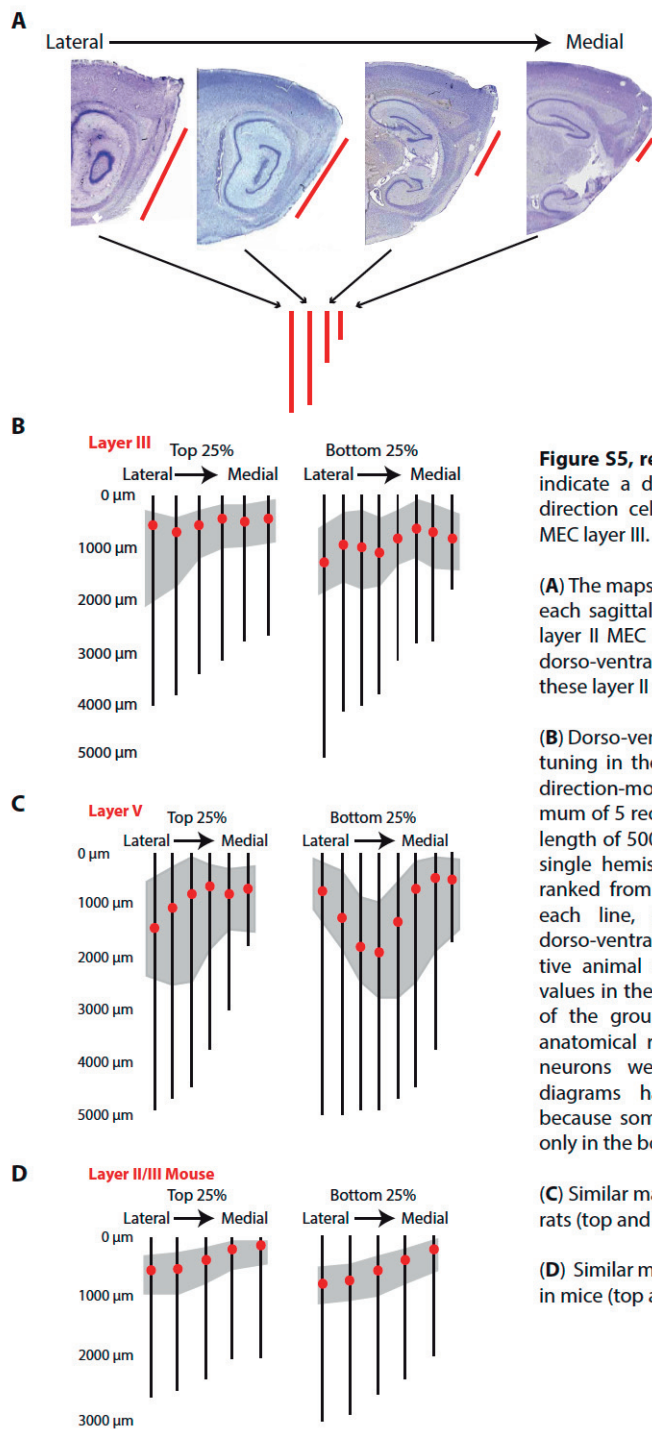 A
Lateral Medial
B
Layer III
Top 25% Bottom 25%
Lateral Medial Lateral Medial
0 µm
1000 µm
2000 µm
3000 µm
4000 µm
5000 µm
C
Layer V
Top 25% Bottom 25%
Lateral Medial Lateral Medial
0 µm
1000 µm
2000 µm
3000 µm
4000 µm
5000 µm
D
Layer II/III Mouse
Top 25% Bottom 25%
Lateral Medial Lateral Medial
0 µm
1000 µm
2000 µm
3000 µm
Figure S5, re
indicate a d
direction cel
MEC layer III.
(A) The maps
each sagittal
layer II MEC
dorso-ventra
these layer II
(B) Dorso-ver
tuning in the
direction-mo
mum of 5 rec
length of 500
single hemis
ranked from
each line,
dorso-ventra
tive animal
values in the
of the grou
anatomical r
neurons we
diagrams ha
because som
only in the bo
(C) Similar ma
rats (top and
(D) Similar m
in mice (top a